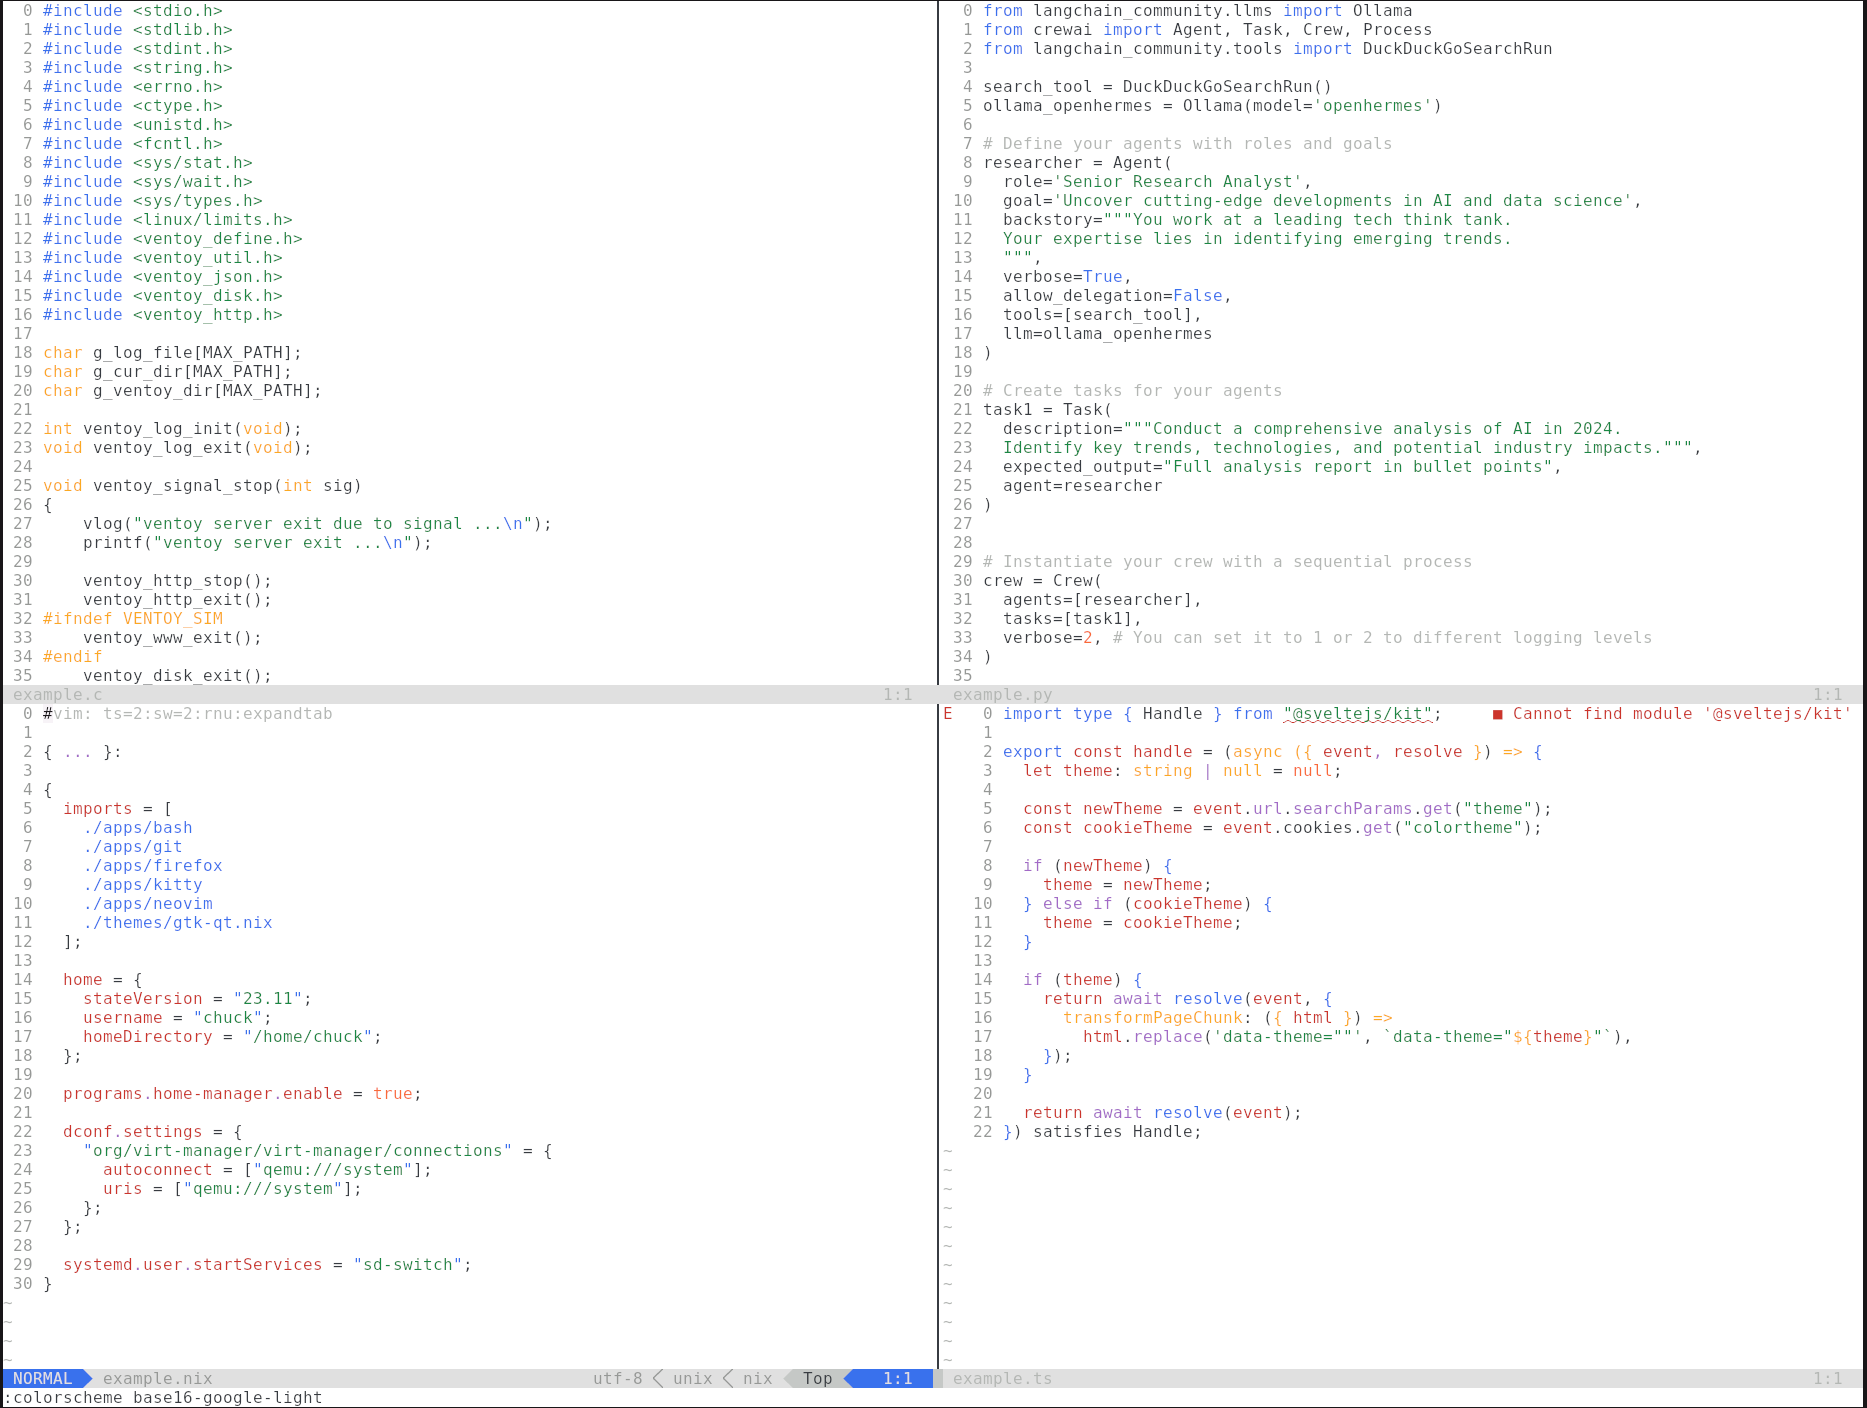 0 #include <stdio.h>
1 #include <stdlib.h>
2 #include <stdint.h>
3 #include <string.h>
4 #include <errno.h>
5 #include <ctype.h>
6 #include <unistd.h>
7 #include <fcntl.h>
8 #include <sys/stat.h>
9 #include <sys/wait.h>
10 #include <sys/types.h>
11 #include <linux/limits.h>
12 #include <ventoy_define.h>
13 #include <ventoy_util.h>
14 #include <ventoy_json.h>
15 #include <ventoy_disk.h>
16 #include <ventoy_http.h>
17
18 char g_log_file[MAX_PATH];
19 char g_cur_dir[MAX_PATH];
20 char g_ventoy_dir[MAX_PATH];
21
22 int ventoy_log_init(void);
23 void ventoy_log_exit(void);
24
25 void ventoy_signal_stop(int sig)
26 {
27     vlog("ventoy server exit due to signal ...\n");
28     printf("ventoy server exit ...\n");
29
30     ventoy_http_stop();
31     ventoy_http_exit();
32 #ifndef VENTOY_SIM
33     ventoy_www_exit();
34 #endif
35     ventoy_disk_exit();
example.c 1:1
0 from langchain_community.llms import Ollama
1 from crewai import Agent, Task, Crew, Process
2 from langchain_community.tools import DuckDuckGoSearchRun
3
4 search_tool = DuckDuckGoSearchRun()
5 ollama_openhermes = Ollama(model='openhermes')
6
7 # Define your agents with roles and goals
8 researcher = Agent(
9   role='Senior Research Analyst',
10   goal='Uncover cutting-edge developments in AI and data science',
11   backstory="""You work at a leading tech think tank.
12   Your expertise lies in identifying emerging trends.
13   """,
14   verbose=True,
15   allow_delegation=False,
16   tools=[search_tool],
17   llm=ollama_openhermes
18 )
19
20 # Create tasks for your agents
21 task1 = Task(
22   description="""Conduct a comprehensive analysis of AI in 2024.
23   Identify key trends, technologies, and potential industry impacts.""",
24   expected_output="Full analysis report in bullet points",
25   agent=researcher
26 )
27
28
29 # Instantiate your crew with a sequential process
30 crew = Crew(
31   agents=[researcher],
32   tasks=[task1],
33   verbose=2, # You can set it to 1 or 2 to different logging levels
34 )
35
example.py 1:1
0 #vim: ts=2:sw=2:rnu:expandtab
1
2 { ... }:
3
4 {
5   imports = [
6     ./apps/bash
7     ./apps/git
8     ./apps/firefox
9     ./apps/kitty
10     ./apps/neovim
11     ./themes/gtk-qt.nix
12   ];
13
14   home = {
15     stateVersion = "23.11";
16     username = "chuck";
17     homeDirectory = "/home/chuck";
18   };
19
20   programs.home-manager.enable = true;
21
22   dconf.settings = {
23     "org/virt-manager/virt-manager/connections" = {
24       autoconnect = ["qemu:///system"];
25       uris = ["qemu:///system"];
26     };
27   };
28
29   systemd.user.startServices = "sd-switch";
30 }
~
~
~
~
NORMAL example.nix utf-8 unix nix Top 1:1
E 0 import type { Handle } from "@sveltejs/kit"; ■ Cannot find module '@sveltejs/kit'
1
2 export const handle = (async ({ event, resolve }) => {
3   let theme: string | null = null;
4
5   const newTheme = event.url.searchParams.get("theme");
6   const cookieTheme = event.cookies.get("colortheme");
7
8   if (newTheme) {
9     theme = newTheme;
10   } else if (cookieTheme) {
11     theme = cookieTheme;
12   }
13
14   if (theme) {
15     return await resolve(event, {
16       transformPageChunk: ({ html }) =>
17         html.replace('data-theme=""', `data-theme="${theme}"`),
18     });
19   }
20
21   return await resolve(event);
22 }) satisfies Handle;
~
~
~
~
~
~
~
~
~
~
~
~
example.ts 1:1
:colorscheme base16-google-light